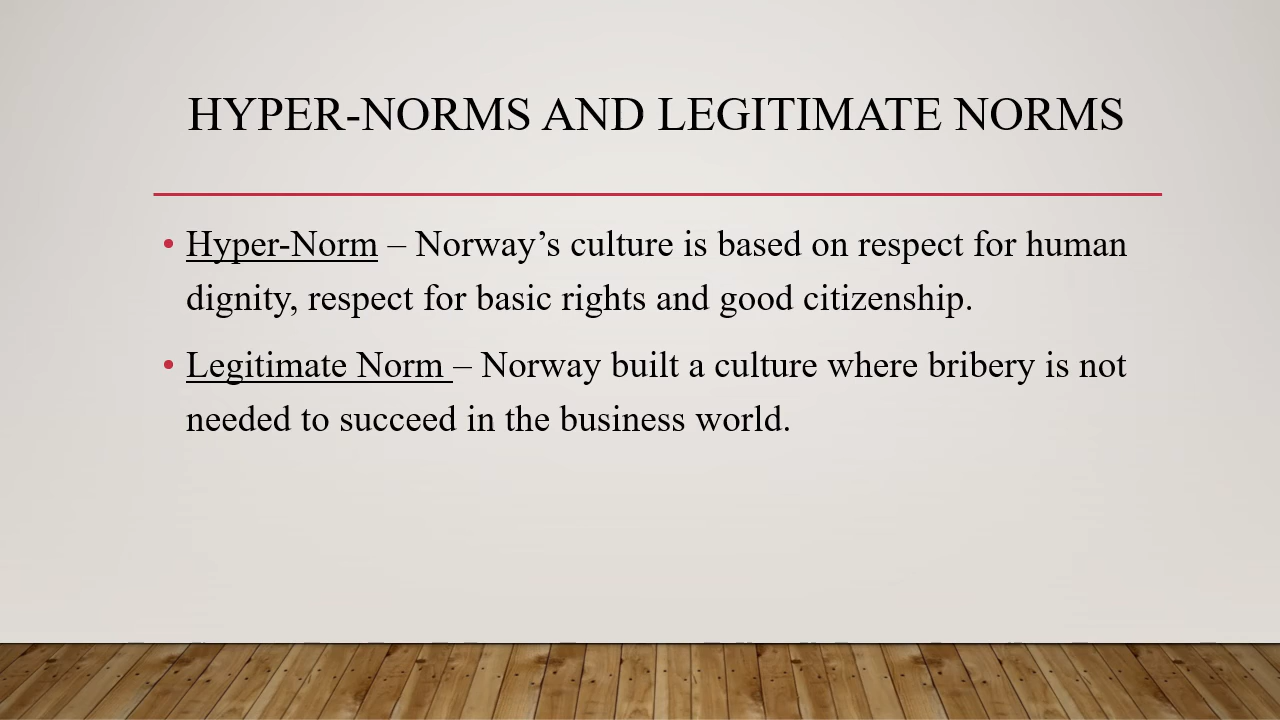 HYPER-NORMS AND LEGITIMATE NORMS
• Hyper-Norm – Norway’s culture is based on respect for human
dignity, respect for basic rights and good citizenship.
• Legitimate Norm – Norway built a culture where bribery is not
needed to succeed in the business world.